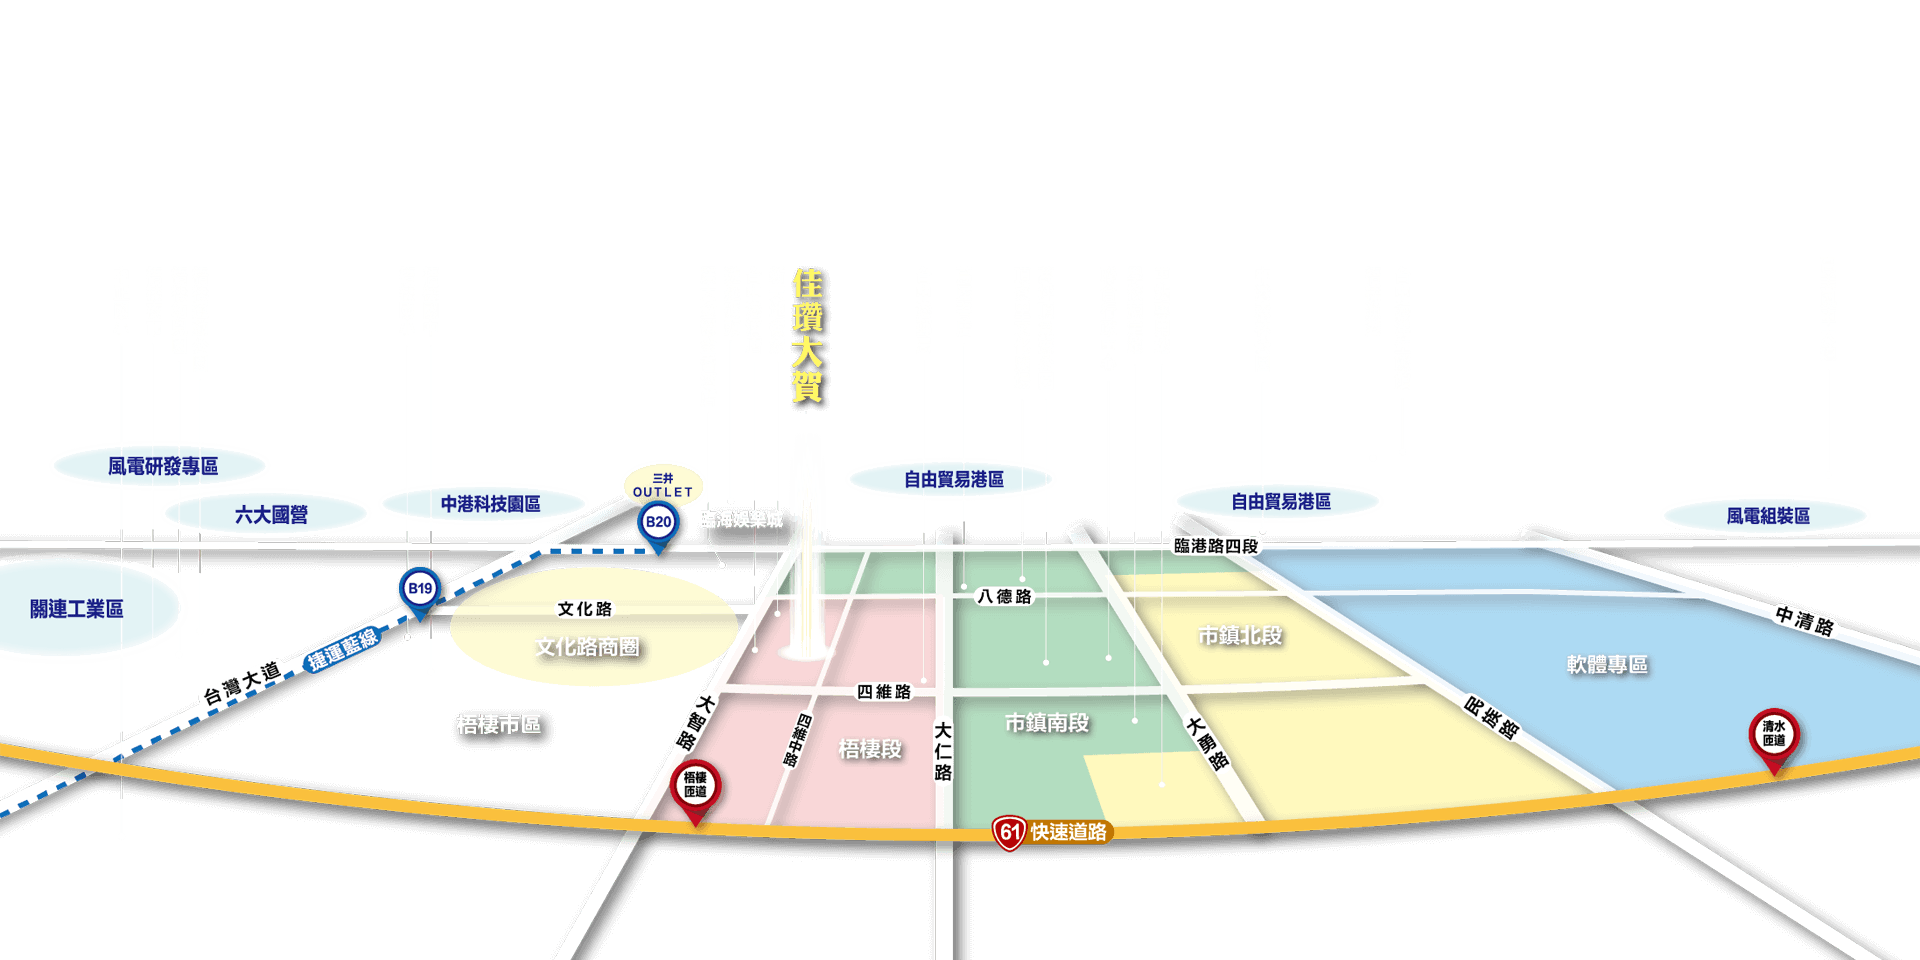 佳瓚大賀
風電研發專區
六大國營
中港科技園區
三井
OUTLET
B20
臨海娛樂城
自由貿易港區
自由貿易港區
風電組裝區
臨港路四段
關連工業區
B19
文化路
文化路商圈
八德路
市鎮北段
中清路
軟體專區
捷運藍線
台灣大道
四維路
梧棲市區
大智路
四維中路
梧棲段
大仁路
市鎮南段
大勇路
民族路
清水
匝道
梧棲
匝道
61 快速道路